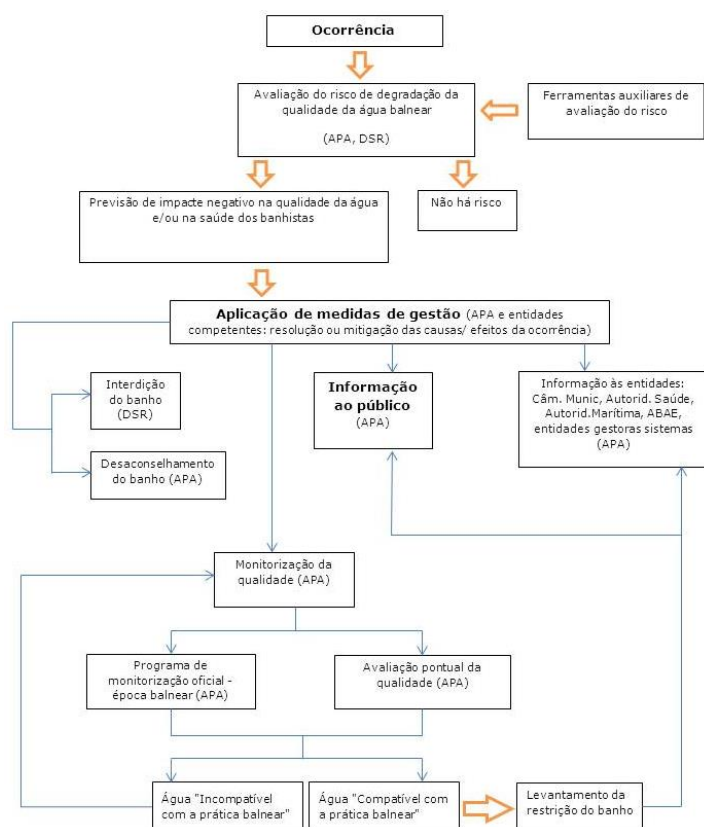 Ocorrência
Avaliação do risco de degradação da
qualidade da água balnear
(APA, DSR)
Ferramentas auxiliares de
avaliação do risco
Previsão de impacte negativo na qualidade da água
e/ou na saúde dos banhistas
Não há risco
Aplicação de medidas de gestão (APA e entidades
competentes: resolução ou mitigação das causas/ efeitos da ocorrência)
Interdição
do banho
(DSR)
Informação
ao público
(APA)
Informação às entidades:
Câm. Munic, Autorid. Saúde,
Autorid.Marítima, ABAE,
entidades gestoras sistemas
(APA)
Desaconselhamento
do banho (APA)
Monitorização da
qualidade (APA)
Programa de
monitorização oficial -
época balnear (APA)
Avaliação pontual da
qualidade (APA)
Água "Incompatível
com a prática balnear"
Água "Compatível com
a prática balnear"
Levantamento da
restrição do banho